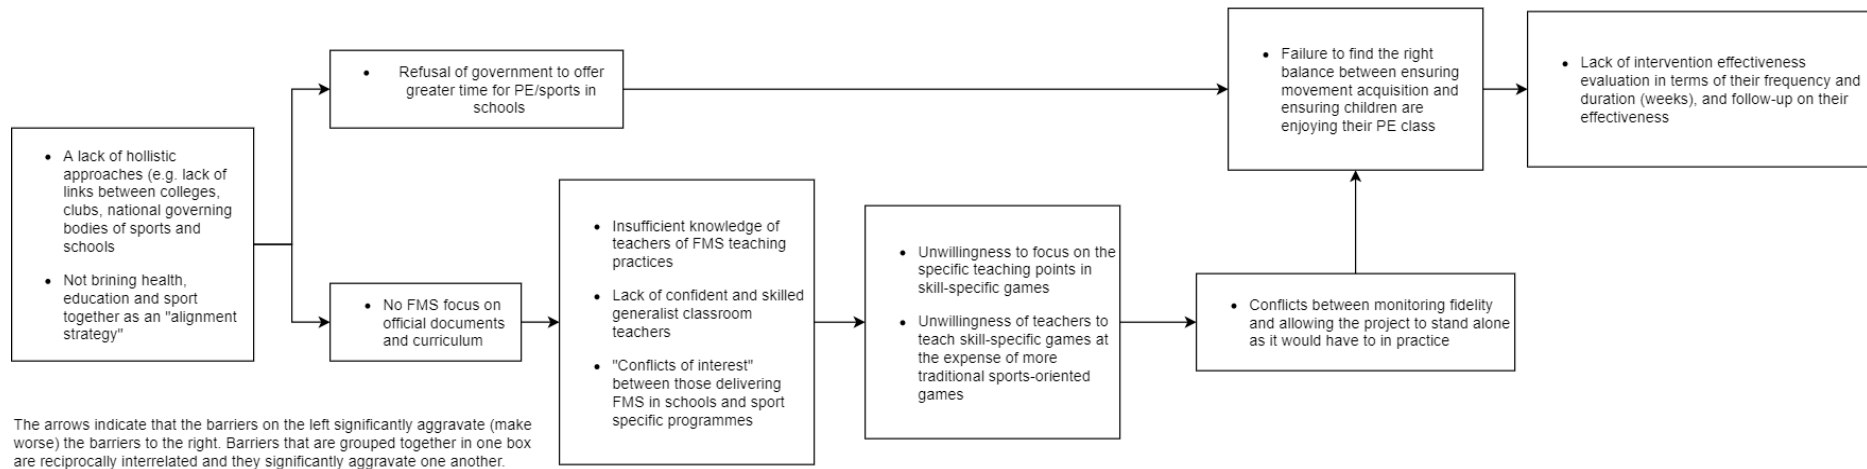 • A lack of hollistic
approaches (e.g. lack of
links between colleges,
clubs, national governing
bodies of sports and
schools
• Not brining health,
education and sport
together as an "alignment
strategy"
• Refusal of government to offer
greater time for PE/sports in
schools
• No FMS focus on
official documents
and curriculum
• Insufficient knowledge of
teachers of FMS teaching
practices
• Lack of confident and skilled
generalist classroom
teachers
• "Conflicts of interest"
between those delivering
FMS in schools and sport
specific programmes
• Unwillingness to focus on the
specific teaching points in
skill-specific games
• Unwillingness of teachers to
teach skill-specific games at
the expense of more
traditional sports-oriented
games
• Conflicts between monitoring fidelity
and allowing the project to stand alone
as it would have to in practice
• Failure to find the right
balance between ensuring
movement acquisition and
ensuring children are
enjoying their PE class
• Lack of intervention effectiveness
evaluation in terms of their frequency and
duration (weeks), and follow-up on their
effectiveness
The arrows indicate that the barriers on the left significantly aggravate (make
worse) the barriers to the right. Barriers that are grouped together in one box
are reciprocally interrelated and they significantly aggravate one another.